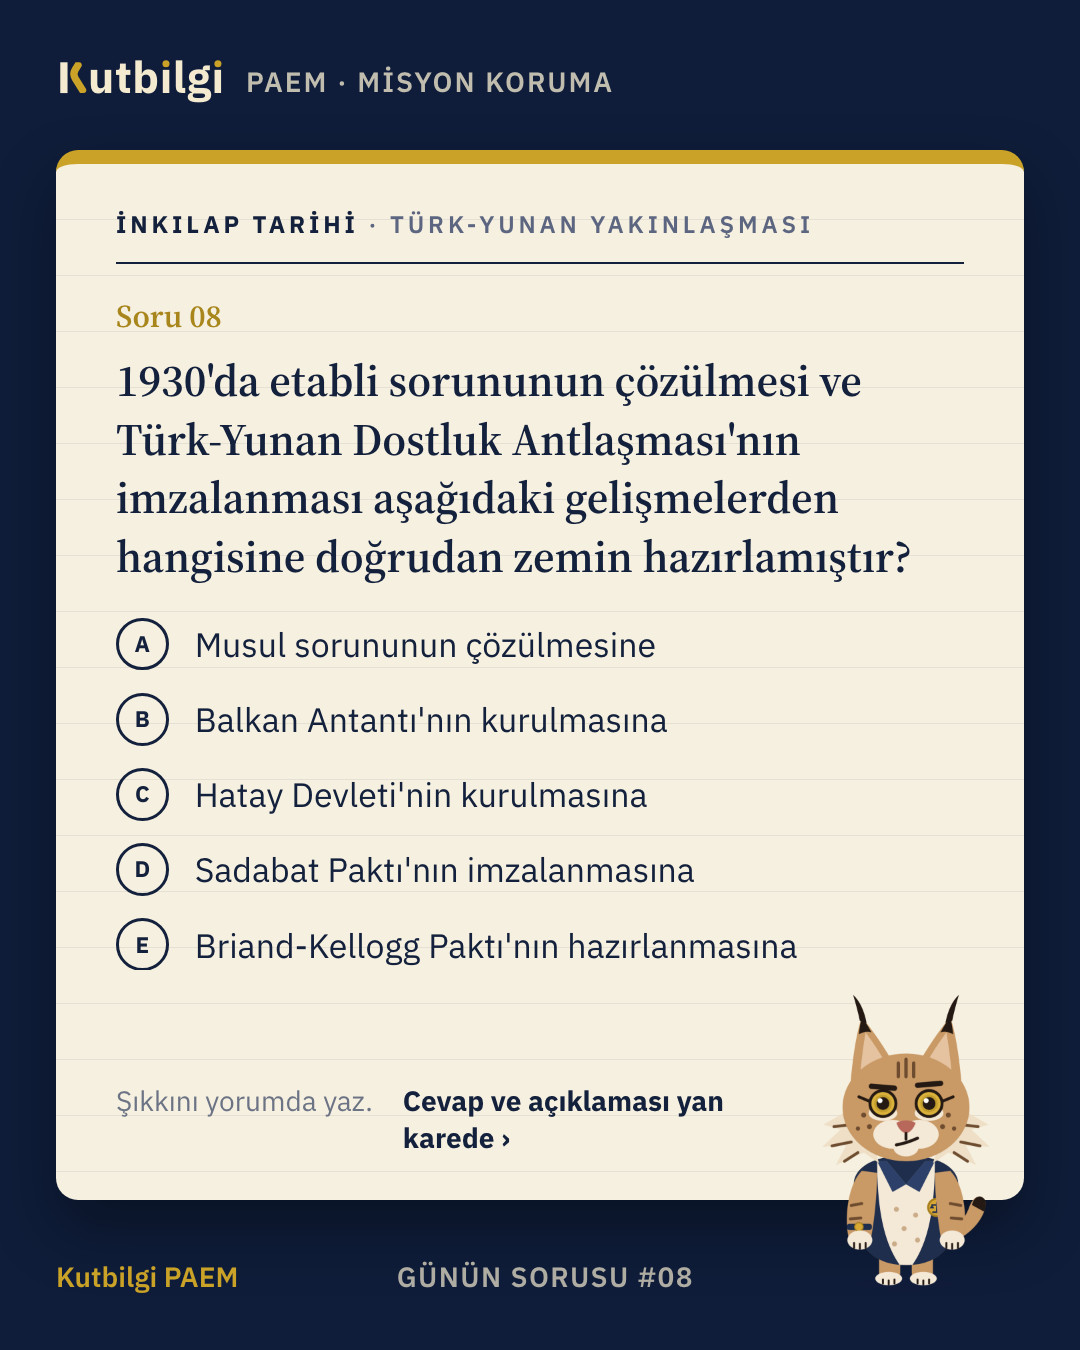 Kutbilgi PAEM · MİSYON KORUMA
İNKILAP TARİHİ · TÜRK-YUNAN YAKINLAŞMASI
Soru 08
1930'da etabli sorununun çözülmesi ve
Türk-Yunan Dostluk Antlaşması'nın
imzalanması aşağıdaki gelişmelerden
hangisine doğrudan zemin hazırlamıştır?
A Musul sorununun çözülmesine
B Balkan Antantı'nın kurulmasına
C Hatay Devleti'nin kurulmasına
D Sadabat Paktı'nın imzalanmasına
E Briand-Kellogg Paktı'nın hazırlanmasına
Şıkkını yorumda yaz. Cevap ve açıklaması yan
karede ›
Kutbilgi PAEM GÜNÜN SORUSU #08